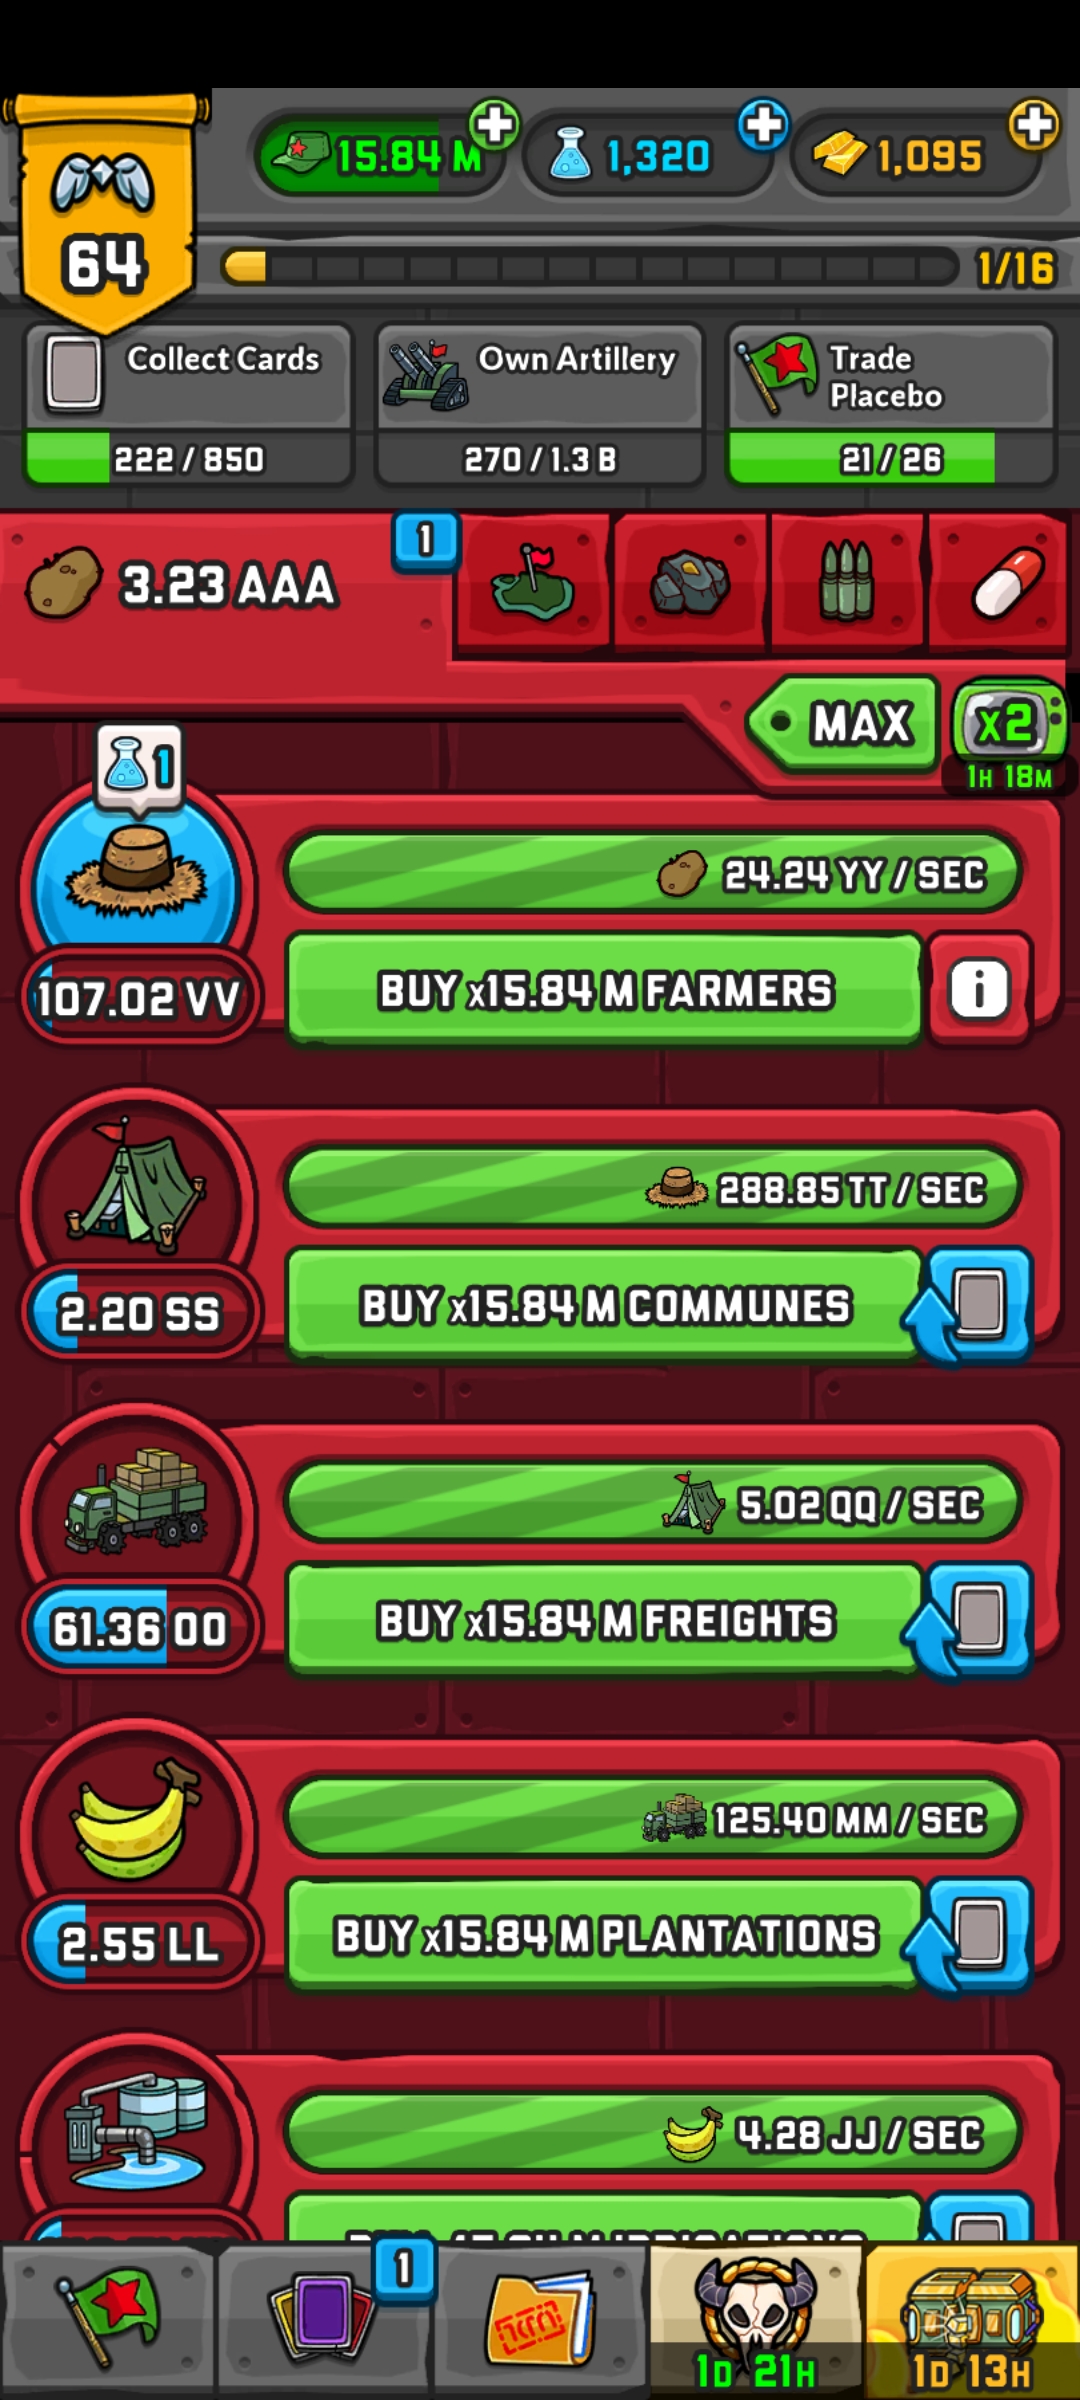 15.84 M
1,320
1,095
64
1/16
Collect Cards
222 / 850
Own Artillery
270 / 1.3 B
Trade
Placebo
21 / 26
3.23 AAA
1
MAX
x2
1H 18M
1
24.24 YY / SEC
107.02 VV
BUY x15.84 M FARMERS
i
288.85 TT / SEC
2.20 SS
BUY x15.84 M COMMUNES
5.02 QQ / SEC
61.36 OO
BUY x15.84 M FREIGHTS
125.40 MM / SEC
2.55 LL
BUY x15.84 M PLANTATIONS
4.28 JJ / SEC
1
1D 21H
1D 13H